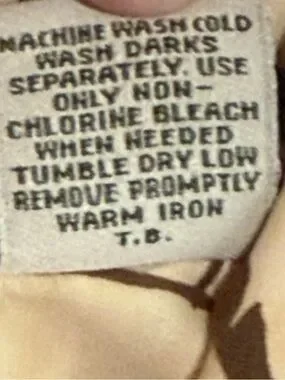 MACHINE WASH COLD
WASH DARKS
SEPARATELY. USE
ONLY NON-
CHLORINE BLEACH
WHEN NEEDED
TUMBLE DRY LOW
REMOVE PROMPTLY
WARM IRON
T.B.